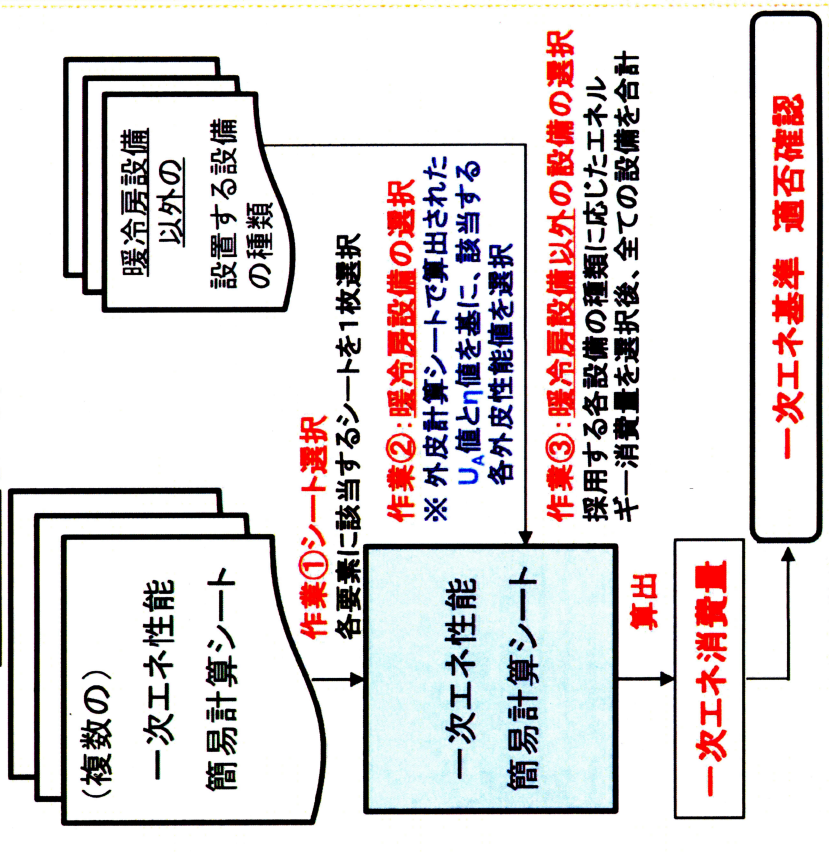 (複数の)
一次エネ性能
簡易計算シート
暖冷房設備
以外の
設置する設備
の種類
作業①シート選択
各要素に該当するシートを1枚選択
作業②:暖冷房設備の選択
※ 外皮計算シートで算出された
UA値とη値を基に、該当する
各外皮性能値を選択
一次エネ性能
簡易計算シート
作業③:暖冷房設備以外の設備の選択
採用する各設備の種類に応じたエネル
ギー消費量を選択後、全ての設備を合計
算出
一次エネ消費量
一次エネ基準 適否確認